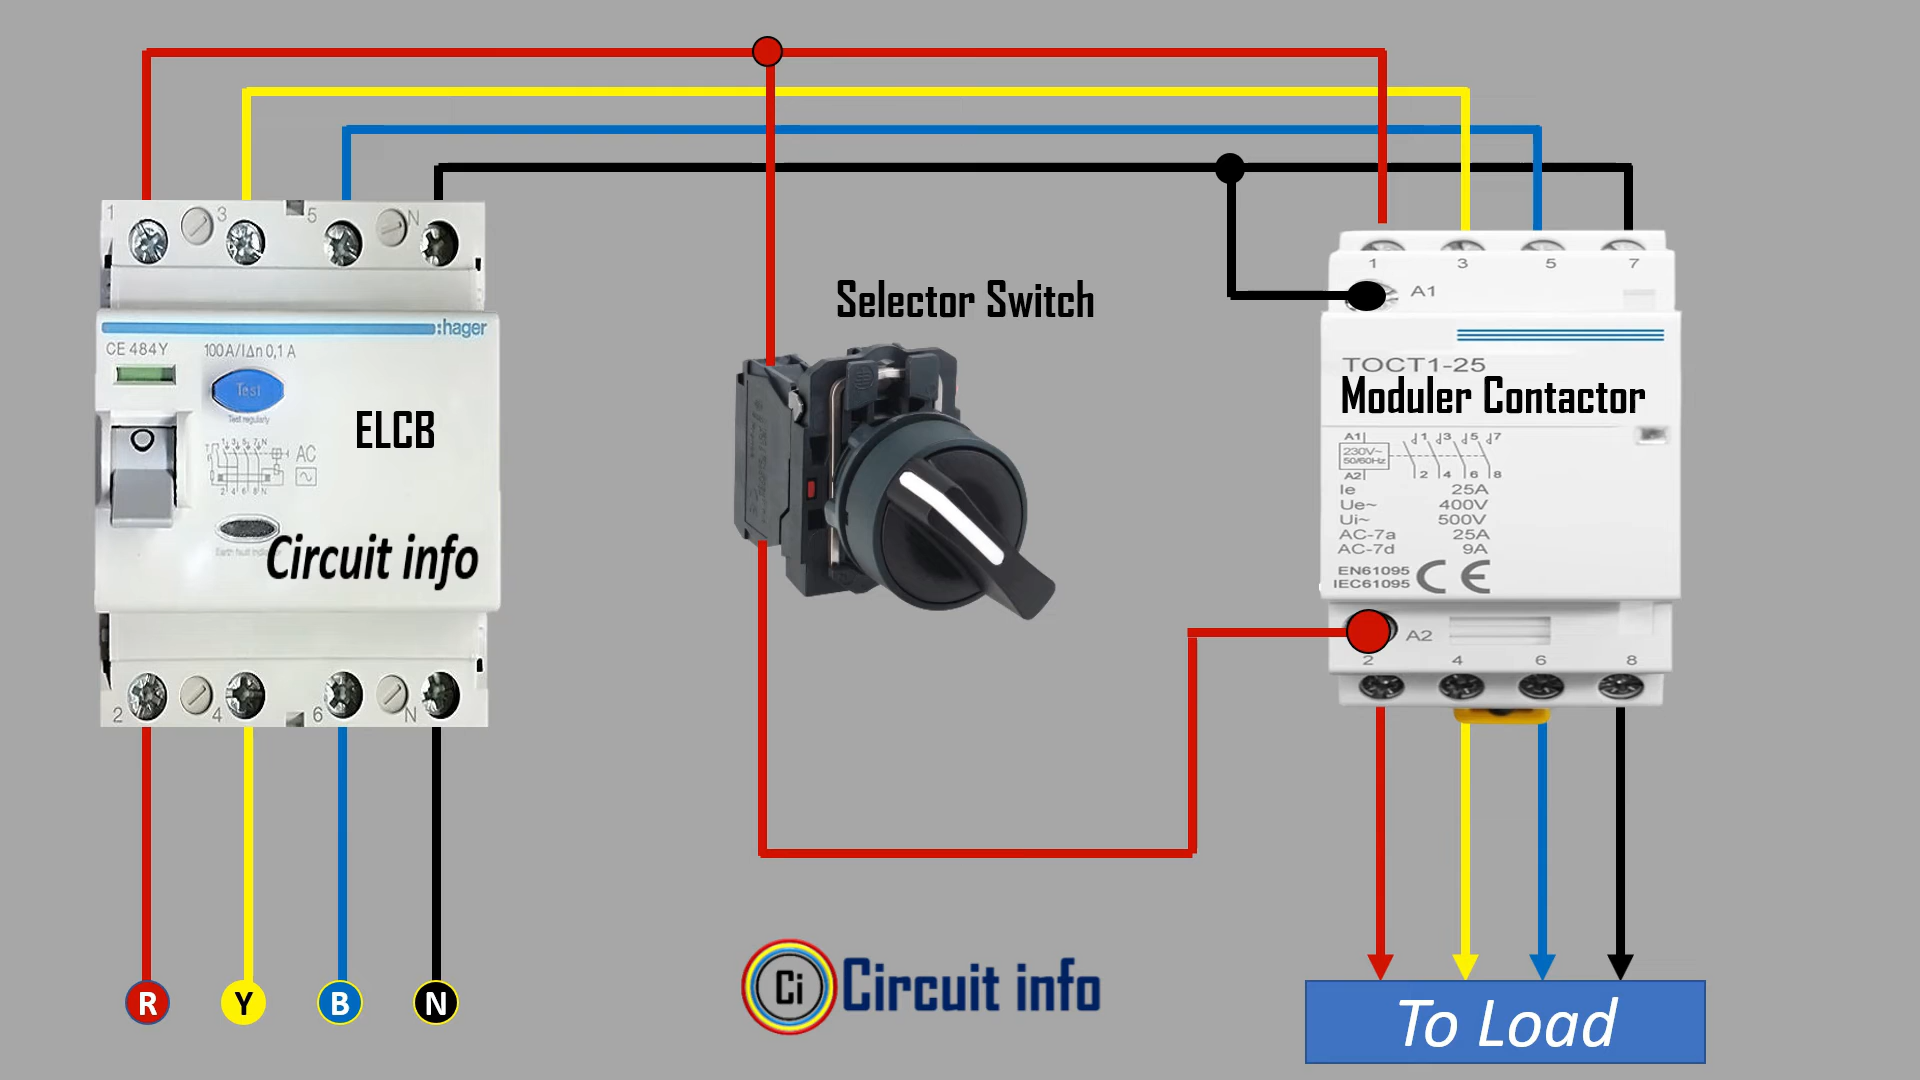 1
3
5
N
:hager
CE 484Y
100A/IΔn 0,1 A
Test
Test regularly
ELCB
AC
Circuit info
2
4
6
N
R
Y
B
N
Selector Switch
Ci
Circuit info
1
3
5
7
A1
TOCT1-25
Moduler Contactor
A1 1 3 5 7
230V~
50/60Hz
A2 2 4 6 8
Ie 25A
Ue~ 400V
Ui~ 500V
AC-7a 25A
AC-7d 9A
EN61095
IEC61095
CE
A2
2
4
6
8
To Load